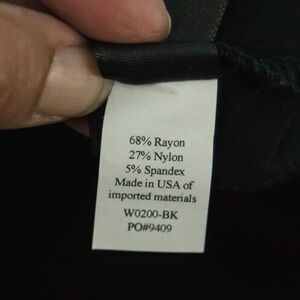 68% Rayon
27% Nylon
5% Spandex
Made in USA of
imported materials
W0200-BK
PO#9409